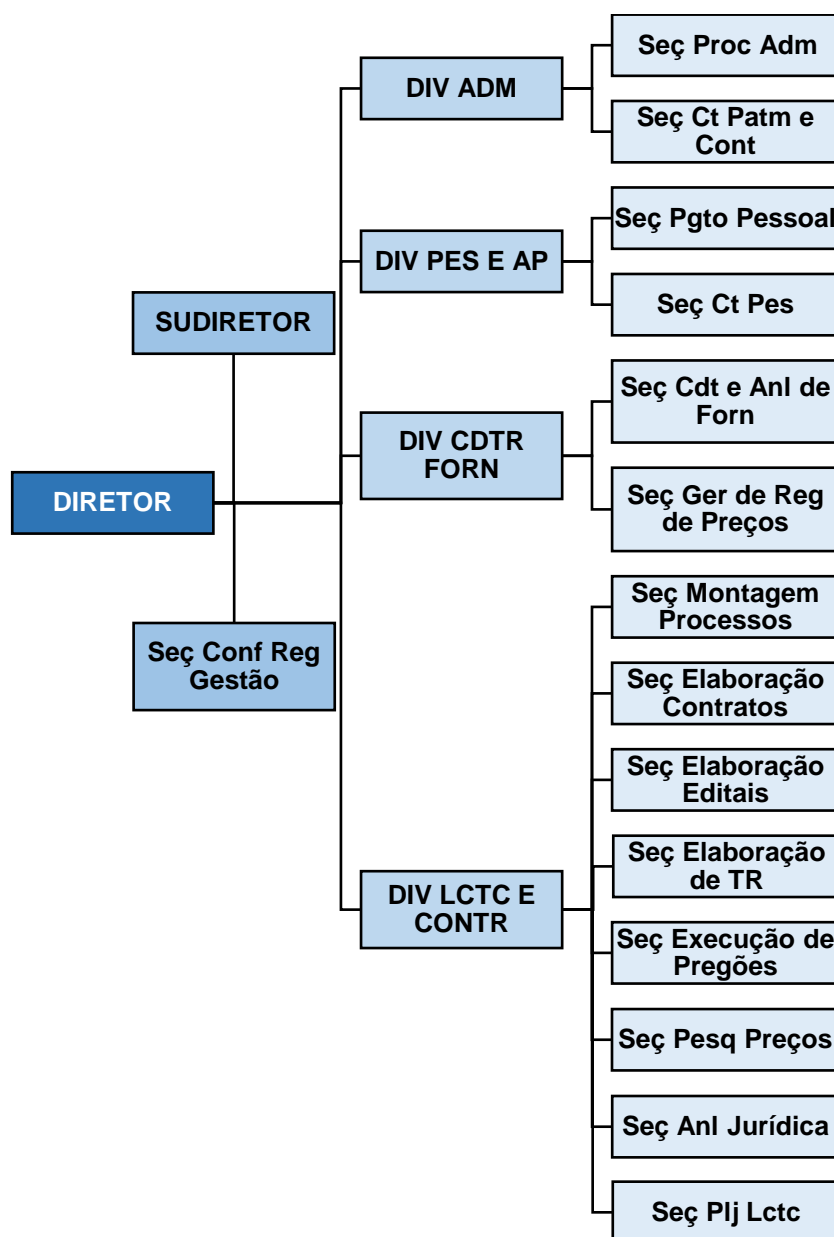 DIRETOR
SUDIRETOR
Seç Conf Reg
Gestão
DIV ADM
Seç Proc Adm
Seç Ct Patm e
Cont
DIV PES E AP
Seç Pgto Pessoal
Seç Ct Pes
DIV CDTR
FORN
Seç Cdt e Anl de
Forn
Seç Ger de Reg
de Preços
DIV LCTC E
CONTR
Seç Montagem
Processos
Seç Elaboração
Contratos
Seç Elaboração
Editais
Seç Elaboração
de TR
Seç Execução de
Pregões
Seç Pesq Preços
Seç Anl Jurídica
Seç Plj Lctc